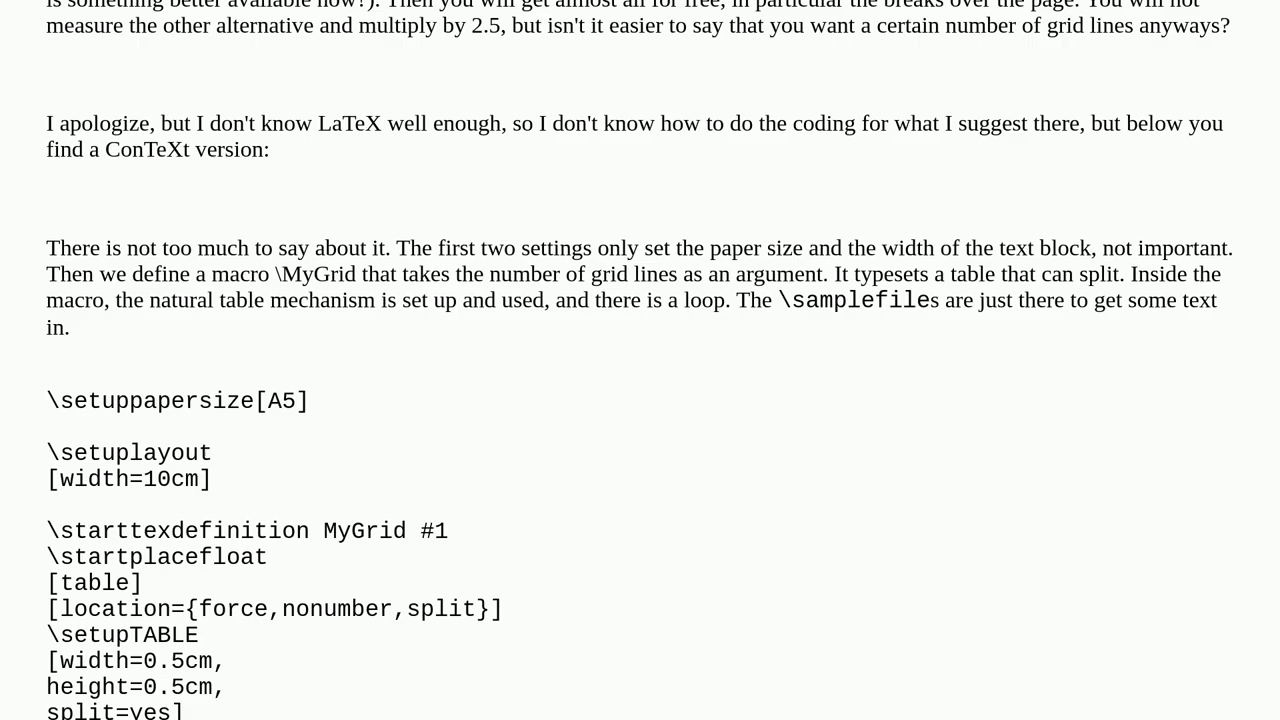 is something better available now?). Then you will get almost all for free, in particular the breaks over the page. You will not
measure the other alternative and multiply by 2.5, but isn't it easier to say that you want a certain number of grid lines anyways?
I apologize, but I don't know LaTeX well enough, so I don't know how to do the coding for what I suggest there, but below you
find a ConTeXt version:
There is not too much to say about it. The first two settings only set the paper size and the width of the text block, not important.
Then we define a macro \MyGrid that takes the number of grid lines as an argument. It typesets a table that can split. Inside the
macro, the natural table mechanism is set up and used, and there is a loop. The \samplefiles are just there to get some text
in.
\setuppapersize[A5]
\setuplayout
[width=10cm]
\starttexdefinition MyGrid #1
\startplacefloat
[table]
[location={force,nonumber,split}]
\setupTABLE
[width=0.5cm,
height=0.5cm,
split=yes]